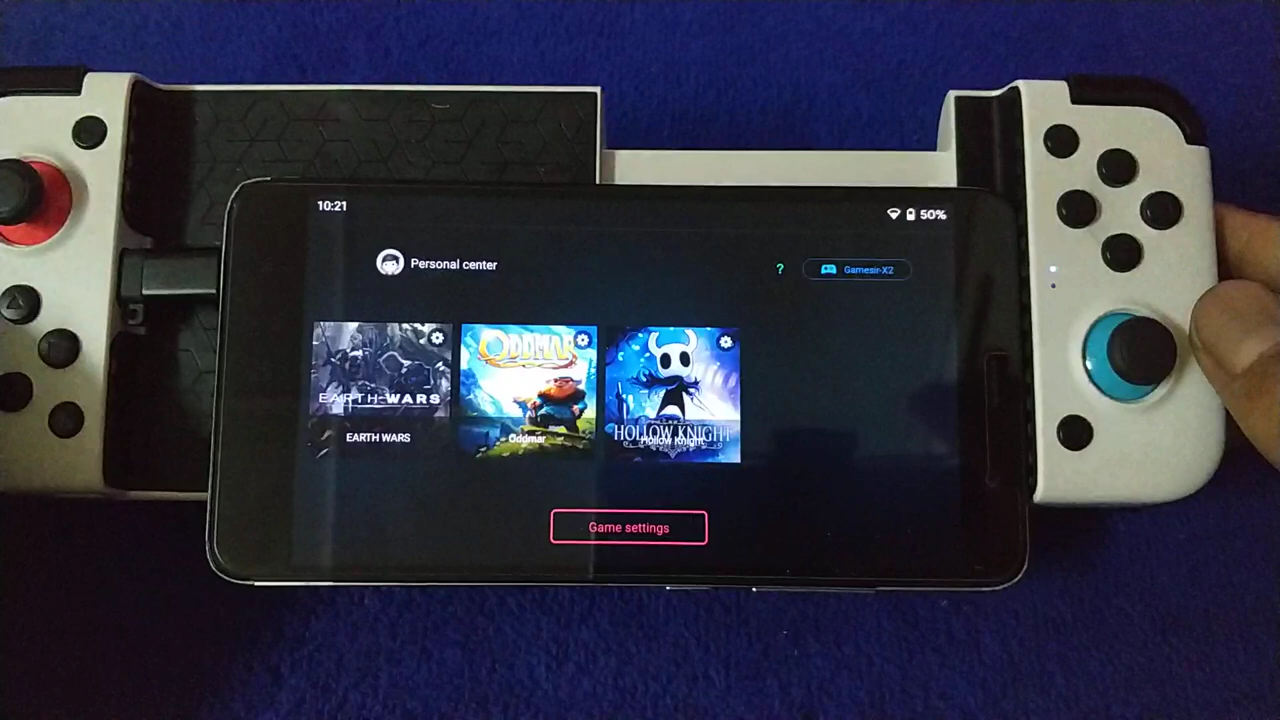 10:21
50%
Personal center
?
Gamesir-X2
EARTH WARS
ODDMAR
HOLLOW KNIGHT
EARTH WARS
Oddmar
Hollow Knight
Game settings